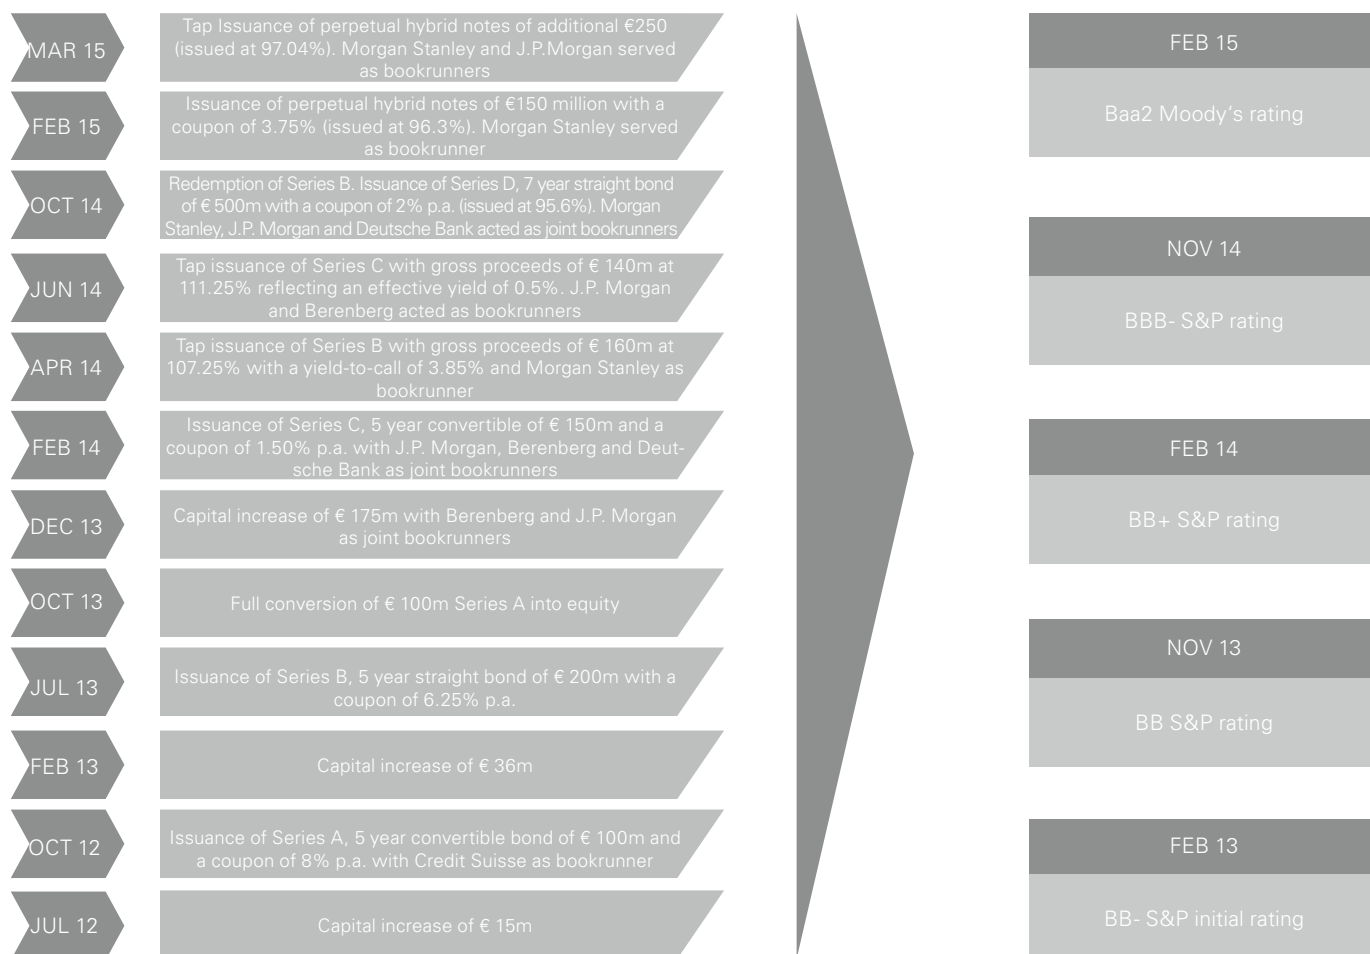 MAR 15
Tap Issuance of perpetual hybrid notes of additional €250
(issued at 97.04%). Morgan Stanley and J.P.Morgan served
as bookrunners
FEB 15
Issuance of perpetual hybrid notes of €150 million with a
coupon of 3.75% (issued at 96.3%). Morgan Stanley served
as bookrunner
OCT 14
Redemption of Series B. Issuance of Series D, 7 year straight bond
of € 500m with a coupon of 2% p.a. (issued at 95.6%). Morgan
Stanley, J.P. Morgan and Deutsche Bank acted as joint bookrunners
JUN 14
Tap issuance of Series C with gross proceeds of € 140m at
111.25% reflecting an effective yield of 0.5%. J.P. Morgan
and Berenberg acted as bookrunners
APR 14
Tap issuance of Series B with gross proceeds of € 160m at
107.25% with a yield-to-call of 3.85% and Morgan Stanley as
bookrunner
FEB 14
Issuance of Series C, 5 year convertible of € 150m and a
coupon of 1.50% p.a. with J.P. Morgan, Berenberg and Deut-
sche Bank as joint bookrunners
DEC 13
Capital increase of € 175m with Berenberg and J.P. Morgan
as joint bookrunners
OCT 13
Full conversion of € 100m Series A into equity
JUL 13
Issuance of Series B, 5 year straight bond of € 200m with a
coupon of 6.25% p.a.
FEB 13
Capital increase of € 36m
OCT 12
Issuance of Series A, 5 year convertible bond of € 100m and
a coupon of 8% p.a. with Credit Suisse as bookrunner
JUL 12
Capital increase of € 15m
FEB 15
Baa2 Moody's rating
NOV 14
BBB- S&P rating
FEB 14
BB+ S&P rating
NOV 13
BB S&P rating
FEB 13
BB- S&P initial rating